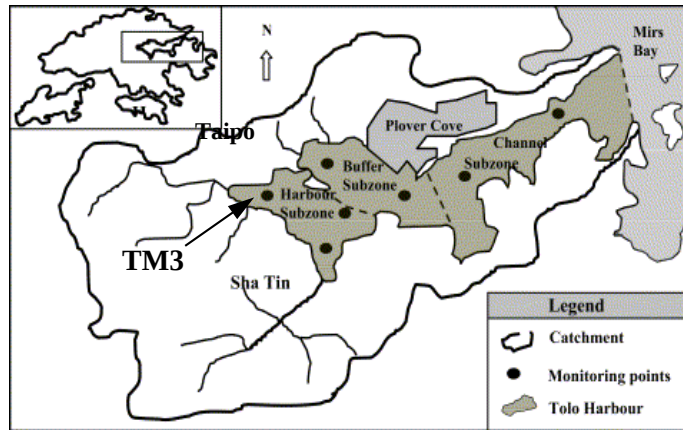 Mirs
Bay
N
Plover Cove
Taipo
Channel
Subzone
Buffer
Subzone
Harbour
Subzone
TM3
Sha Tin
Legend
Catchment
Monitoring points
Tolo Harbour